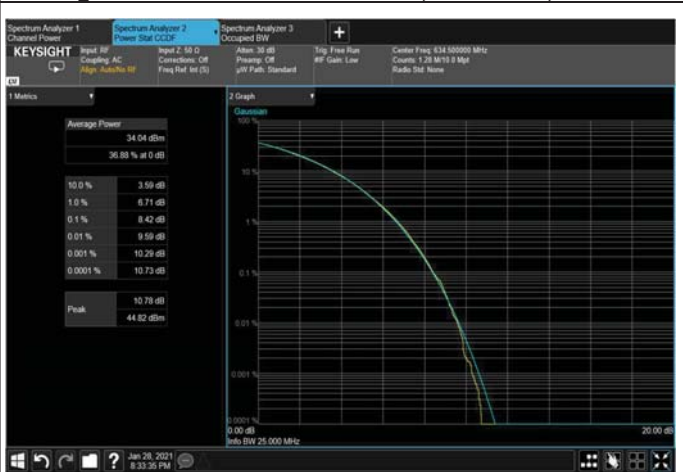 Spectrum Analyzer 1
Channel Power
Spectrum Analyzer 2
Power Stat CCDF
Spectrum Analyzer 3
Occupied BW
+
KEYSIGHT
Input: RF
Coupling: AC
Align: Auto/No RF
Input Z: 50 Ω
Corrections: Off
Freq Ref: Int (S)
Atten: 38 dB
Preamp: Off
µW Path: Standard
Trig: Free Run
#IF Gain: Low
Center Freq: 634.500000 MHz
Counts: 1.28 M/10.0 Mpt
Radio Std: None
1 Metrics
Average Power
34.04 dBm
36.88 % at 0 dB
10.0 % 3.59 dB
1.0 % 6.71 dB
0.1 % 8.42 dB
0.01 % 9.59 dB
0.001 % 10.29 dB
0.0001 % 10.73 dB
Peak
10.78 dB
44.82 dBm
2 Graph
Gaussian
100 %
10 %
1 %
0.1 %
0.01 %
0.001 %
0.0001 %
0.00 dB 20.00 dB
Info BW 25.000 MHz
? Jan 28, 2021
8:33:35 PM